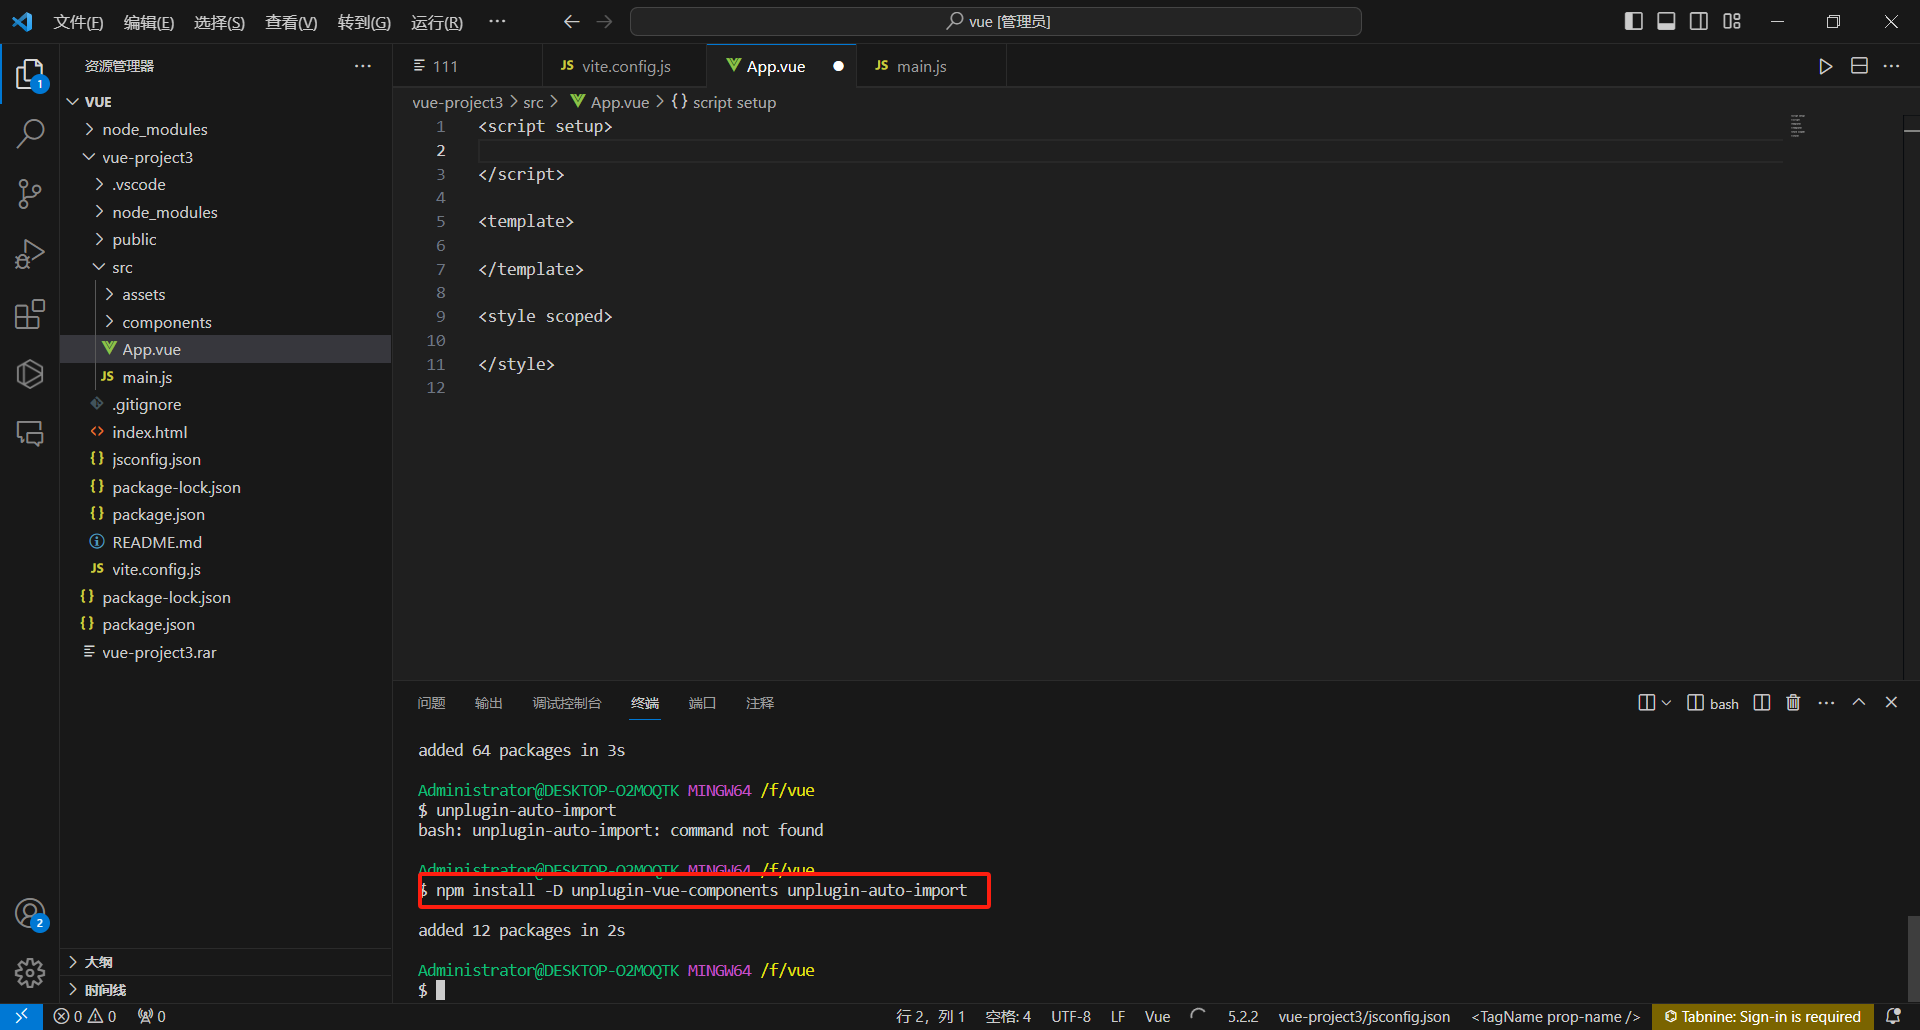 文件(F) 编辑(E) 选择(S) 查看(V) 转到(G) 运行(R) ··· vue [管理员]
资源管理器 ···
111 JS vite.config.js App.vue JS main.js
vue-project3 > src > App.vue > {} script setup
VUE
node_modules
vue-project3
.vscode
node_modules
public
src
assets
components
App.vue
JS main.js
.gitignore
<> index.html
{} jsconfig.json
{} package-lock.json
{} package.json
README.md
JS vite.config.js
{} package-lock.json
{} package.json
vue-project3.rar
大纲
时间线
1
2
1 <script setup>
2
3 </script>
4
5 <template>
6
7 </template>
8
9 <style scoped>
10
11 </style>
12
问题 输出 调试控制台 终端 端口 注释 bash
added 64 packages in 3s
Administrator@DESKTOP-O2MOQTK MINGW64 /f/vue
$ unplugin-auto-import
bash: unplugin-auto-import: command not found
Administrator@DESKTOP-O2MOQTK MINGW64 /f/vue
$ npm install -D unplugin-vue-components unplugin-auto-import
added 12 packages in 2s
Administrator@DESKTOP-O2MOQTK MINGW64 /f/vue
$
0 0 0 行 2，列 1 空格: 4 UTF-8 LF Vue 5.2.2 vue-project3/jsconfig.json <TagName prop-name /> Tabnine: Sign-in is required